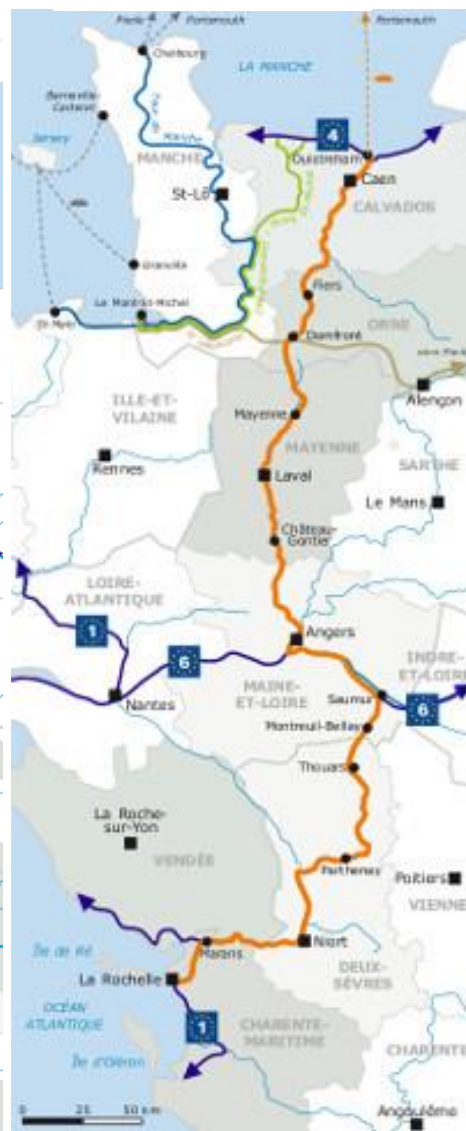 Poole
Portsmouth
Portsmouth
Cherbourg
LA MANCHE
Barneville-
Carteret
Jersey
MANCHE
4
Ouistreham
St-Lô
Caen
CALVADOS
Granville
Flers
Le Mont-St-Michel
St-Malo
Domfront
ORNE
Alençon
ILLE-ET-
VILAINE
Mayenne
MAYENNE
Rennes
SARTHE
Laval
Le Mans
Château-
Gontier
LOIRE-
ATLANTIQUE
1
Angers
6
INDRE-
ET-LOIRE
MAINE-
ET-LOIRE
Saumur
6
Nantes
Montreuil-Bellay
Thouars
La Roche-
sur-Yon
VENDÉE
Parthenay
Poitiers
VIENNE
Île de Ré
Marans
Niort
La Rochelle
DEUX-
SÈVRES
OCÉAN
ATLANTIQUE
1
CHARENTE-
MARITIME
Île d'Oléron
CHARENTE
0 25 50 km
Angoulême